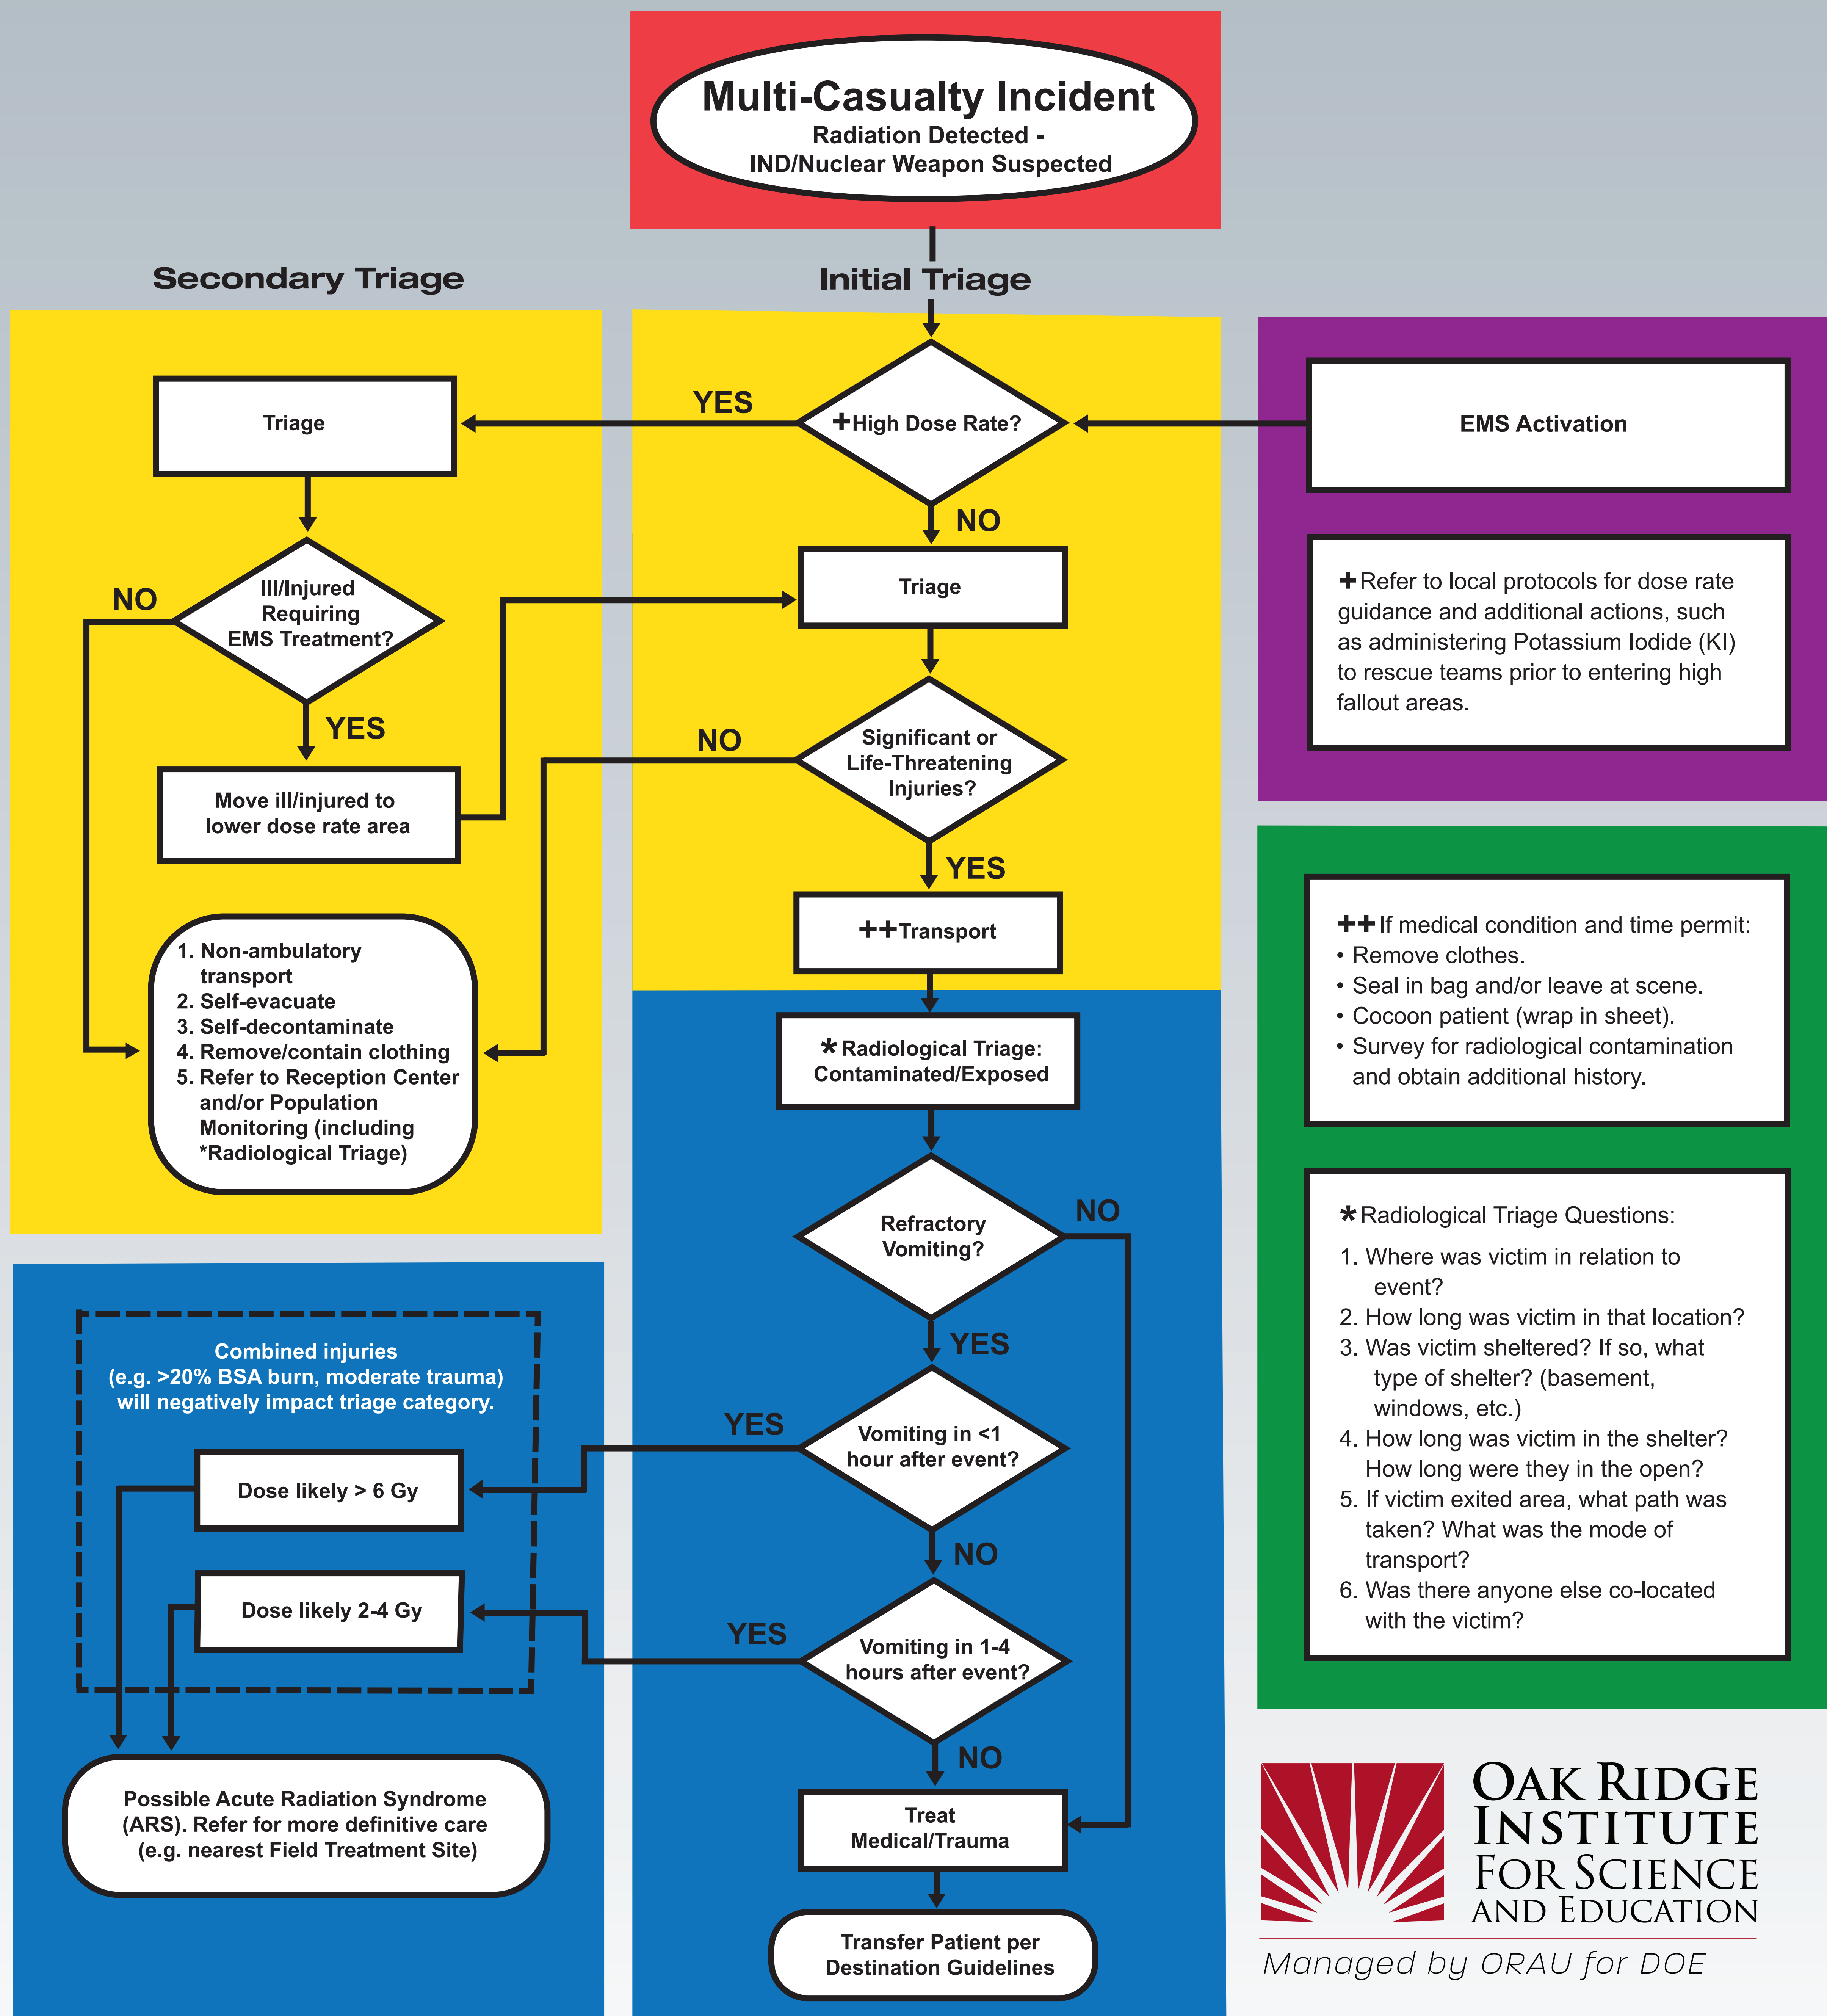 Multi-Casualty Incident
Radiation Detected -
IND/Nuclear Weapon Suspected
Secondary Triage
Initial Triage
Triage
YES
+High Dose Rate?
EMS Activation
NO
NO
Ill/Injured
Requiring
EMS Treatment?
YES
Move ill/injured to
lower dose rate area
Triage
NO
Significant or
Life-Threatening
Injuries?
YES
++Transport
+Refer to local protocols for dose rate
guidance and additional actions, such
as administering Potassium Iodide (KI)
to rescue teams prior to entering high
fallout areas.
1. Non-ambulatory
transport
2. Self-evacuate
3. Self-decontaminate
4. Remove/contain clothing
5. Refer to Reception Center
and/or Population
Monitoring (including
*Radiological Triage)
++If medical condition and time permit:
• Remove clothes.
• Seal in bag and/or leave at scene.
• Cocoon patient (wrap in sheet).
• Survey for radiological contamination
and obtain additional history.
*Radiological Triage:
Contaminated/Exposed
Refractory
Vomiting?
NO
YES
*Radiological Triage Questions:
1. Where was victim in relation to
event?
2. How long was victim in that location?
3. Was victim sheltered? If so, what
type of shelter? (basement,
windows, etc.)
4. How long was victim in the shelter?
How long were they in the open?
5. If victim exited area, what path was
taken? What was the mode of
transport?
6. Was there anyone else co-located
with the victim?
Combined injuries
(e.g. >20% BSA burn, moderate trauma)
will negatively impact triage category.
YES
Vomiting in <1
hour after event?
Dose likely > 6 Gy
NO
Dose likely 2-4 Gy
YES
Vomiting in 1-4
hours after event?
NO
Possible Acute Radiation Syndrome
(ARS). Refer for more definitive care
(e.g. nearest Field Treatment Site)
Treat
Medical/Trauma
Transfer Patient per
Destination Guidelines
OAK RIDGE
INSTITUTE
FOR SCIENCE
AND EDUCATION
Managed by ORAU for DOE